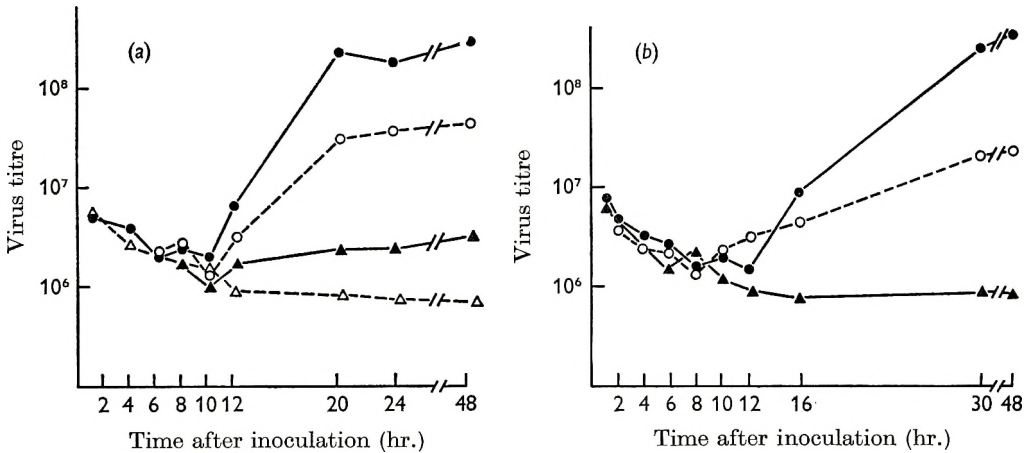 (a)
10⁸
10⁷
10⁶
Virus titre
2 4 6 8 10 12 20 24 48
Time after inoculation (hr.)
(b)
10⁸
10⁷
10⁶
Virus titre
2 4 6 8 10 12 16 30 48
Time after inoculation (hr.)